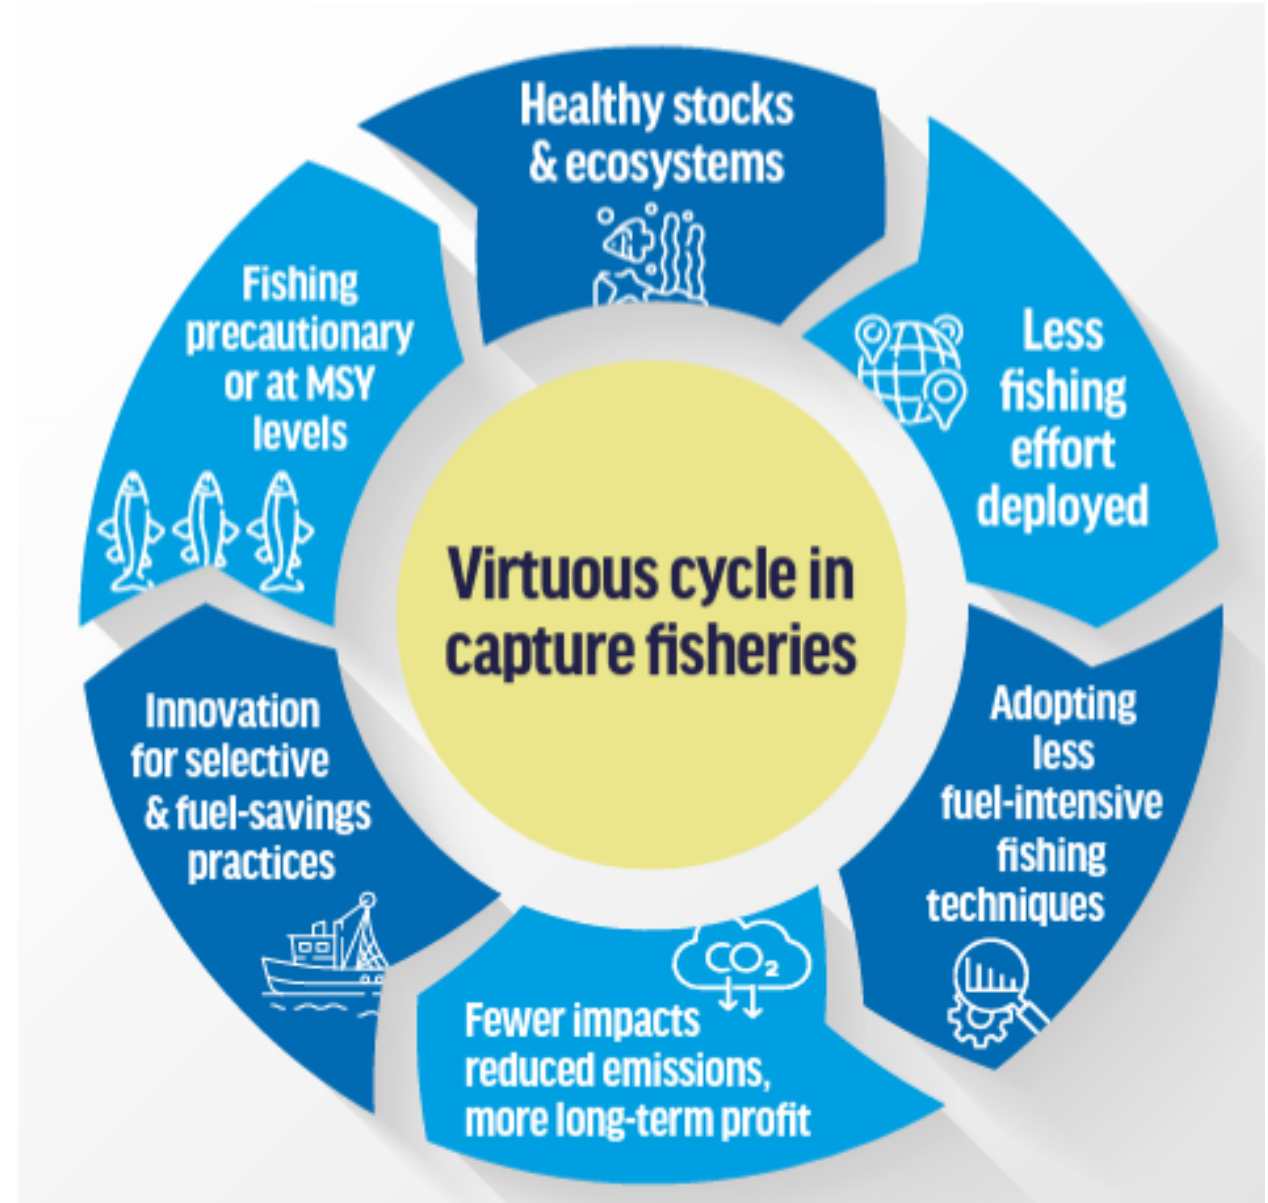 Healthy stocks
& ecosystems
Less
fishing
effort
deployed
Adopting
less
fuel-intensive
fishing
techniques
CO₂
Fewer impacts
reduced emissions,
more long-term profit
Innovation
for selective
& fuel-savings
practices
Fishing
precautionary
or at MSY
levels
Virtuous cycle in
capture fisheries